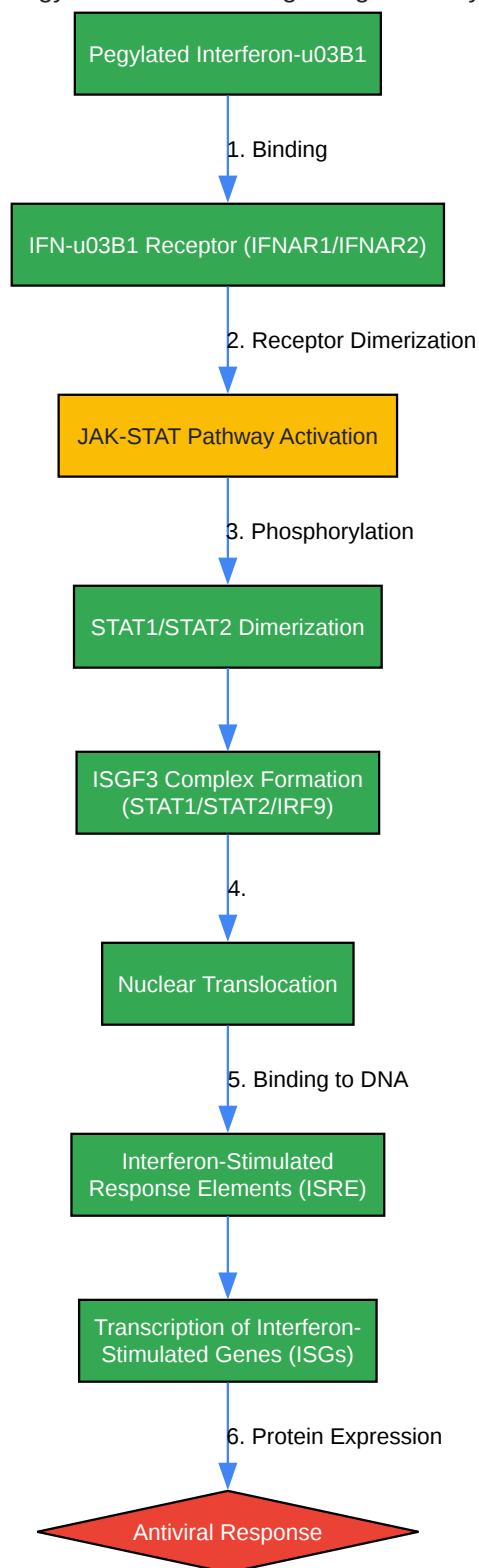 Pegylated Interferon-u03B1
1. Binding
IFN-u03B1 Receptor (IFNAR1/IFNAR2)
2. Receptor Dimerization
JAK-STAT Pathway Activation
3. Phosphorylation
STAT1/STAT2 Dimerization
ISGF3 Complex Formation
(STAT1/STAT2/IRF9)
4.
Nuclear Translocation
5. Binding to DNA
Interferon-Stimulated
Response Elements (ISRE)
Transcription of Interferon-
Stimulated Genes (ISGs)
6. Protein Expression
Antiviral Response